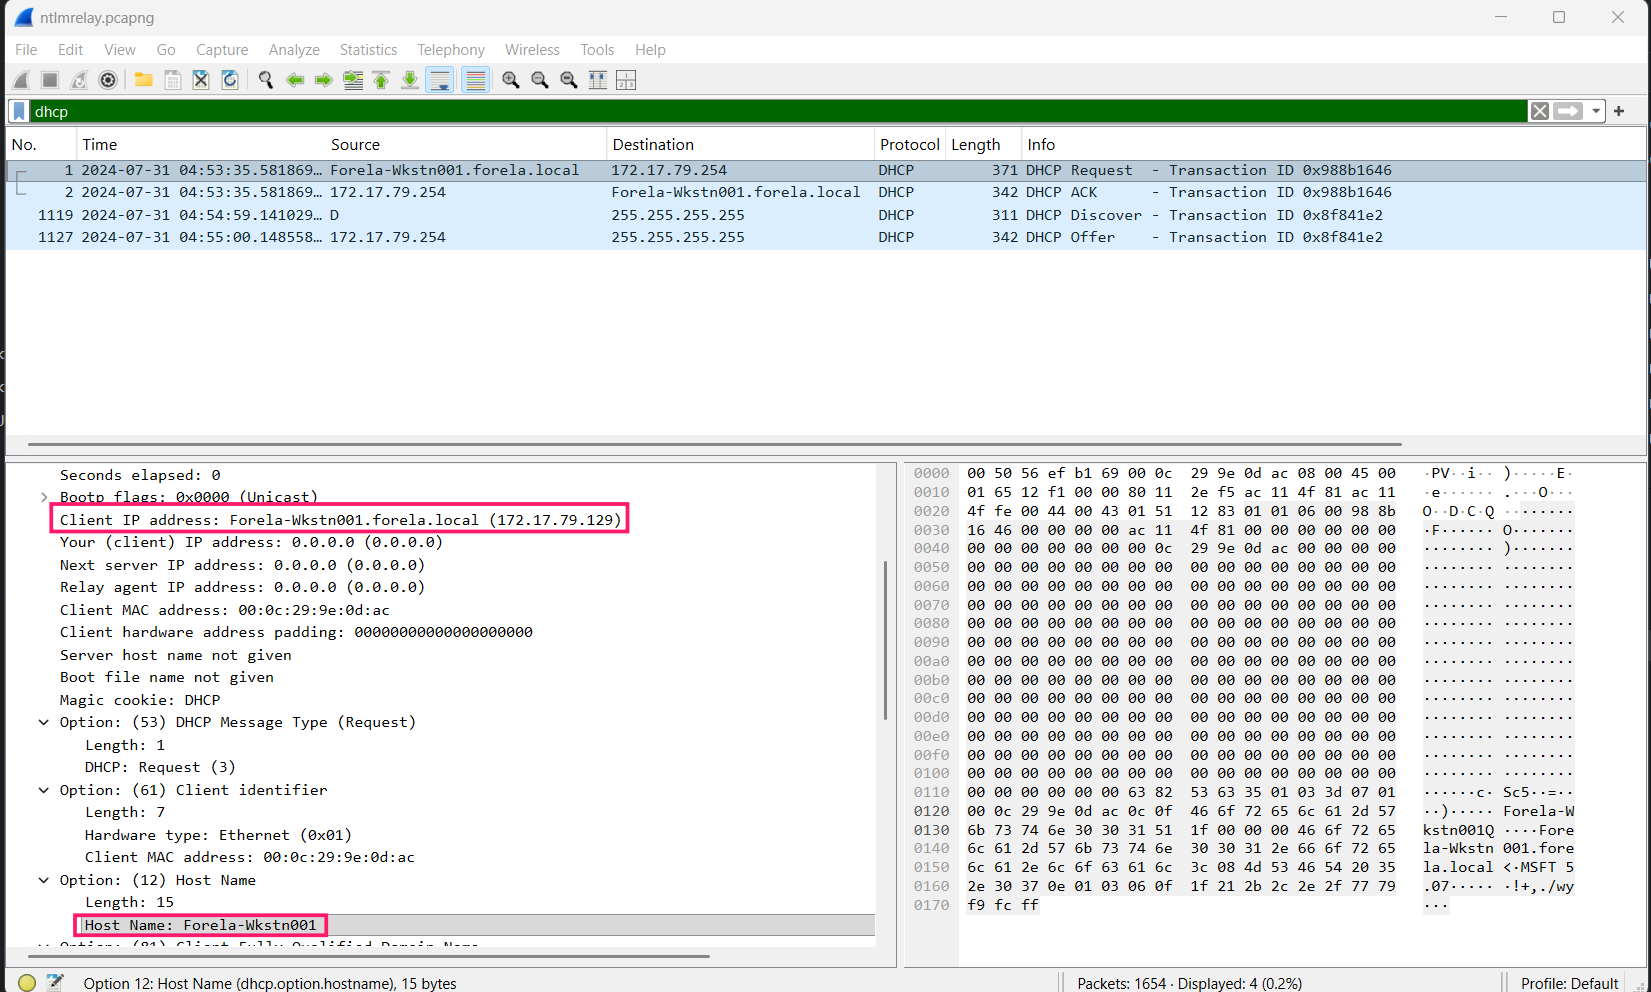 ntlmrelay.pcapng
File Edit View Go Capture Analyze Statistics Telephony Wireless Tools Help
dhcp
No. Time Source Destination Protocol Length Info
1 2024-07-31 04:53:35.581869… Forela-Wkstn001.forela.local 172.17.79.254 DHCP 371 DHCP Request - Transaction ID 0x988b1646
2 2024-07-31 04:53:35.581869… 172.17.79.254 Forela-Wkstn001.forela.local DHCP 342 DHCP ACK - Transaction ID 0x988b1646
1119 2024-07-31 04:54:59.141029… D 255.255.255.255 DHCP 311 DHCP Discover - Transaction ID 0x8f841e2
1127 2024-07-31 04:55:00.148558… 172.17.79.254 255.255.255.255 DHCP 342 DHCP Offer - Transaction ID 0x8f841e2
Seconds elapsed: 0
Bootp flags: 0x0000 (Unicast)
Client IP address: Forela-Wkstn001.forela.local (172.17.79.129)
Your (client) IP address: 0.0.0.0 (0.0.0.0)
Next server IP address: 0.0.0.0 (0.0.0.0)
Relay agent IP address: 0.0.0.0 (0.0.0.0)
Client MAC address: 00:0c:29:9e:0d:ac
Client hardware address padding: 00000000000000000000
Server host name not given
Boot file name not given
Magic cookie: DHCP
Option: (53) DHCP Message Type (Request)
Length: 1
DHCP: Request (3)
Option: (61) Client identifier
Length: 7
Hardware type: Ethernet (0x01)
Client MAC address: 00:0c:29:9e:0d:ac
Option: (12) Host Name
Length: 15
Host Name: Forela-Wkstn001
Option: (81) Client Fully Qualified Domain Name
0000 00 50 56 ef b1 69 00 0c 29 9e 0d ac 08 00 45 00 ·PV··i·· )·····E·
0010 01 65 12 f1 00 00 80 11 2e f5 ac 11 4f 81 ac 11 ·e······ .···O···
0020 4f fe 00 44 00 43 01 51 12 83 01 01 06 00 98 8b O··D·C·Q ········
0030 16 46 00 00 00 00 ac 11 4f 81 00 00 00 00 00 00 ·F······ O·······
0040 00 00 00 00 00 00 00 0c 29 9e 0d ac 00 00 00 00 ········ )·······
0050 00 00 00 00 00 00 00 00 00 00 00 00 00 00 00 00 ········ ········
0060 00 00 00 00 00 00 00 00 00 00 00 00 00 00 00 00 ········ ········
0070 00 00 00 00 00 00 00 00 00 00 00 00 00 00 00 00 ········ ········
0080 00 00 00 00 00 00 00 00 00 00 00 00 00 00 00 00 ········ ········
0090 00 00 00 00 00 00 00 00 00 00 00 00 00 00 00 00 ········ ········
00a0 00 00 00 00 00 00 00 00 00 00 00 00 00 00 00 00 ········ ········
00b0 00 00 00 00 00 00 00 00 00 00 00 00 00 00 00 00 ········ ········
00c0 00 00 00 00 00 00 00 00 00 00 00 00 00 00 00 00 ········ ········
00d0 00 00 00 00 00 00 00 00 00 00 00 00 00 00 00 00 ········ ········
00e0 00 00 00 00 00 00 00 00 00 00 00 00 00 00 00 00 ········ ········
00f0 00 00 00 00 00 00 00 00 00 00 00 00 00 00 00 00 ········ ········
0100 00 00 00 00 00 00 00 00 00 00 00 00 00 00 00 00 ········ ········
0110 00 00 00 00 00 00 63 82 53 63 35 01 03 3d 07 01 ······c· Sc5··=··
0120 00 0c 29 9e 0d ac 0c 0f 46 6f 72 65 6c 61 2d 57 ··)····· Forela-W
0130 6b 73 74 6e 30 30 31 51 1f 00 00 00 46 6f 72 65 kstn001Q ····Fore
0140 6c 61 2d 57 6b 73 74 6e 30 30 31 2e 66 6f 72 65 la-Wkstn 001.fore
0150 6c 61 2e 6c 6f 63 61 6c 3c 08 4d 53 46 54 20 35 la.local <·MSFT 5
0160 2e 30 37 0e 01 03 06 0f 1f 21 2b 2c 2e 2f 77 79 .07····· ·!+,./wy
0170 f9 fc ff ···
Option 12: Host Name (dhcp.option.hostname), 15 bytes Packets: 1654 · Displayed: 4 (0.2%) Profile: Default